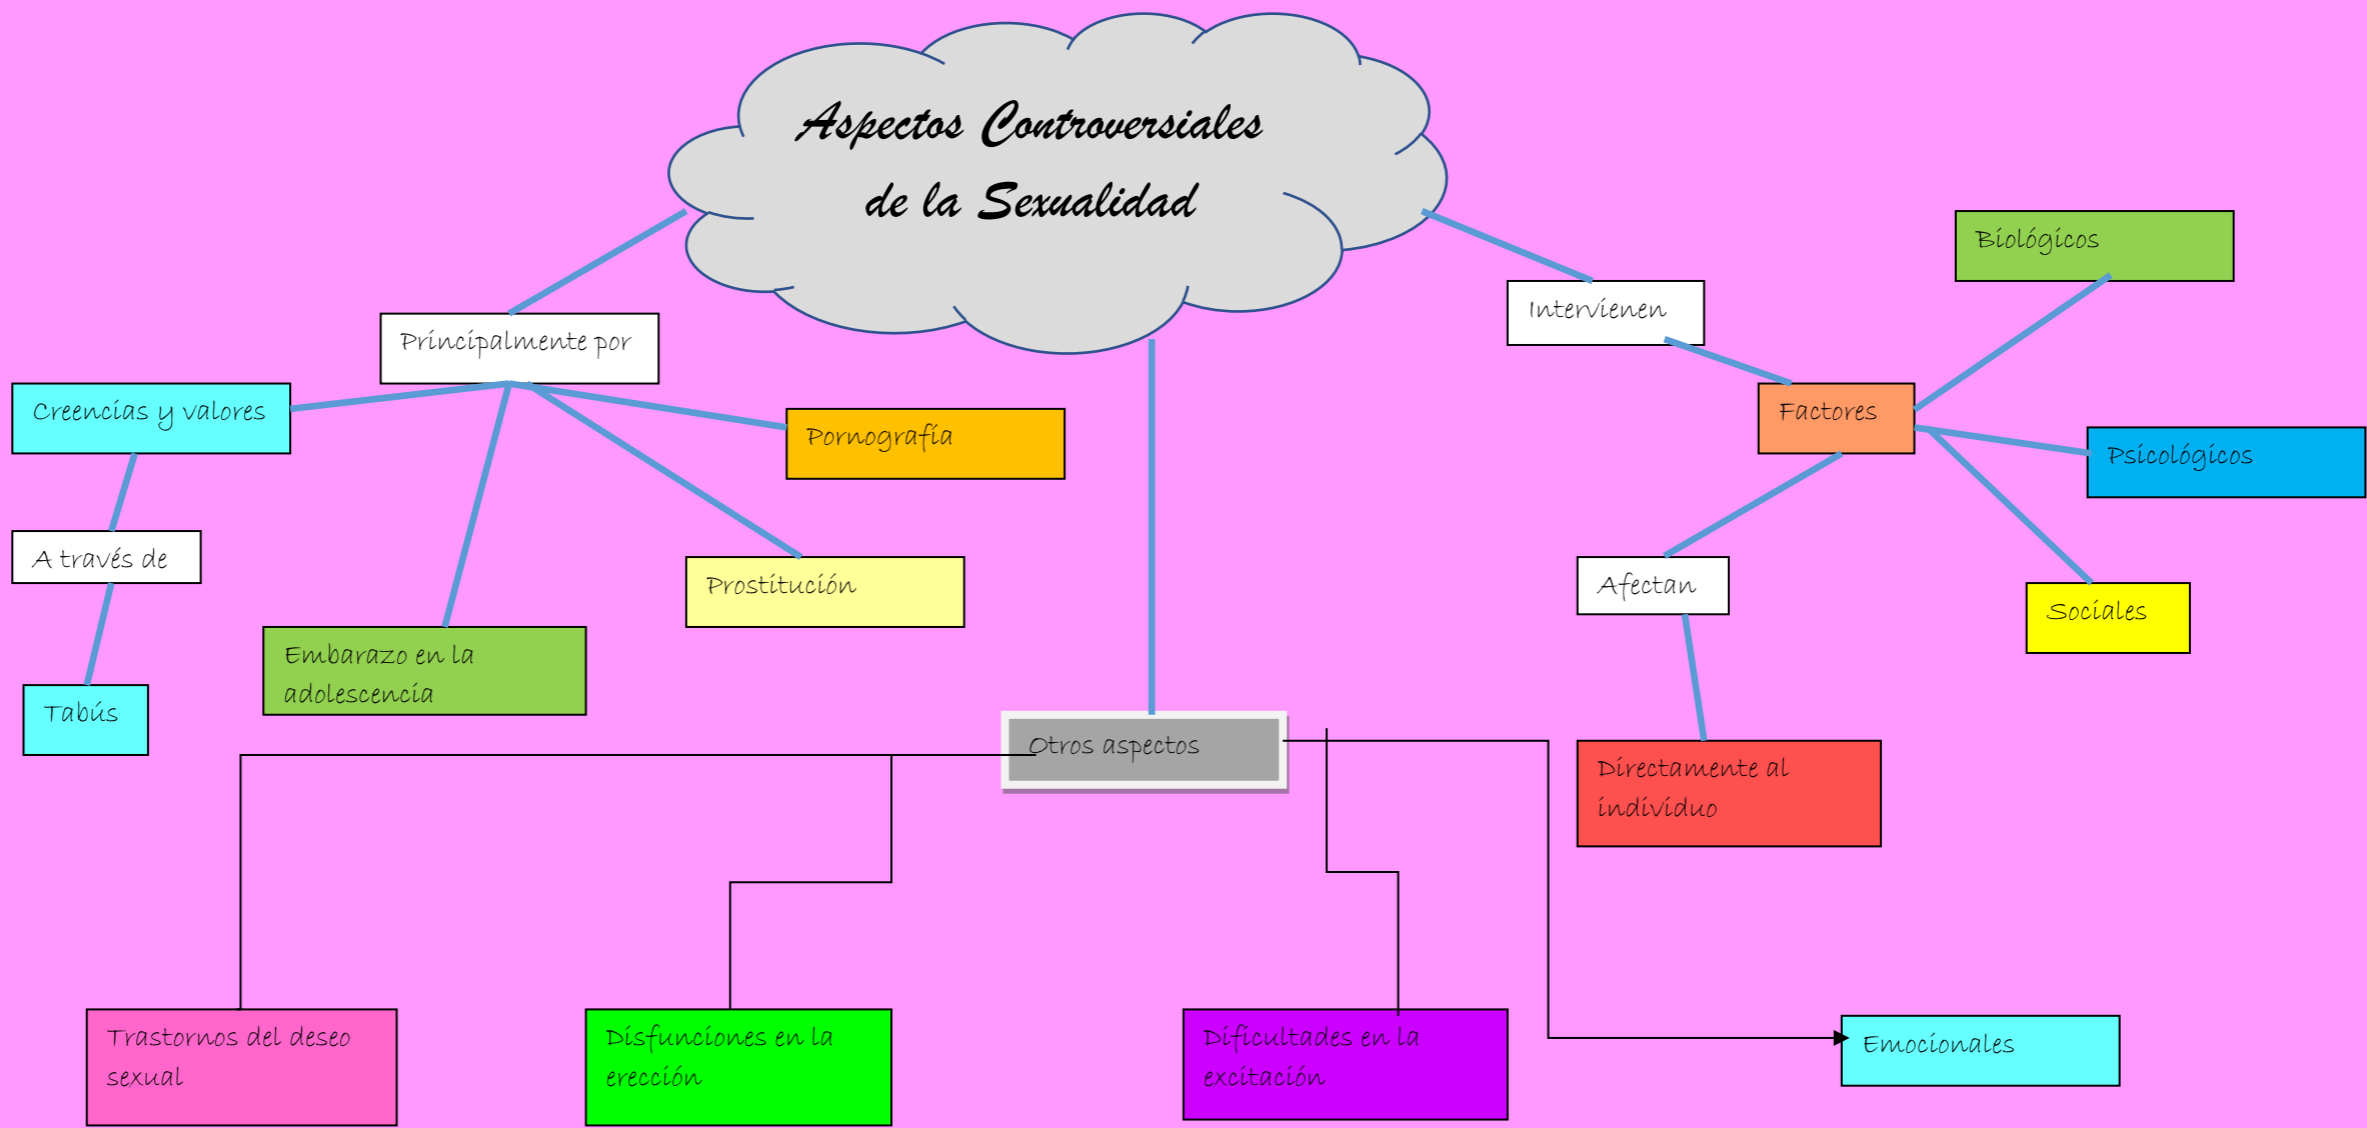 Aspectos Controversiales
de la Sexualidad
Principalmente por
Creencias y valores
A través de
Tabús
Embarazo en la
adolescencia
Prostitución
Pornografía
Intervienen
Factores
Biológicos
Psicológicos
Sociales
Afectan
Directamente al
individuo
Otros aspectos
Trastornos del deseo
sexual
Disfunciones en la
erección
Dificultades en la
excitación
Emocionales